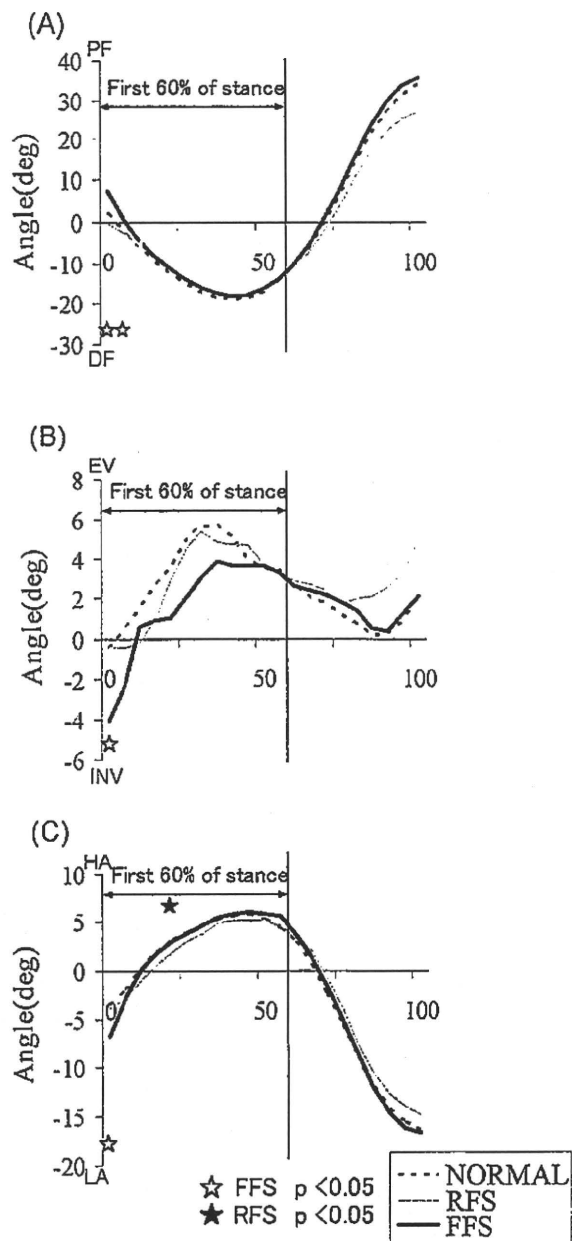 (A)
PF
40
First 60% of stance
30
20
10
0
0 50 100
-10
-20
☆☆
-30
DF
Angle(deg)
(B)
EV
8
First 60% of stance
6
4
2
0
0 50 100
-2
-4
☆
-6
INV
Angle(deg)
(C)
HA
10
First 60% of stance
★
5
0
0 50 100
-5
-10
-15
☆
-20
LA
Angle(deg)
☆ FFS p <0.05
★ RFS p <0.05
NORMAL
RFS
FFS